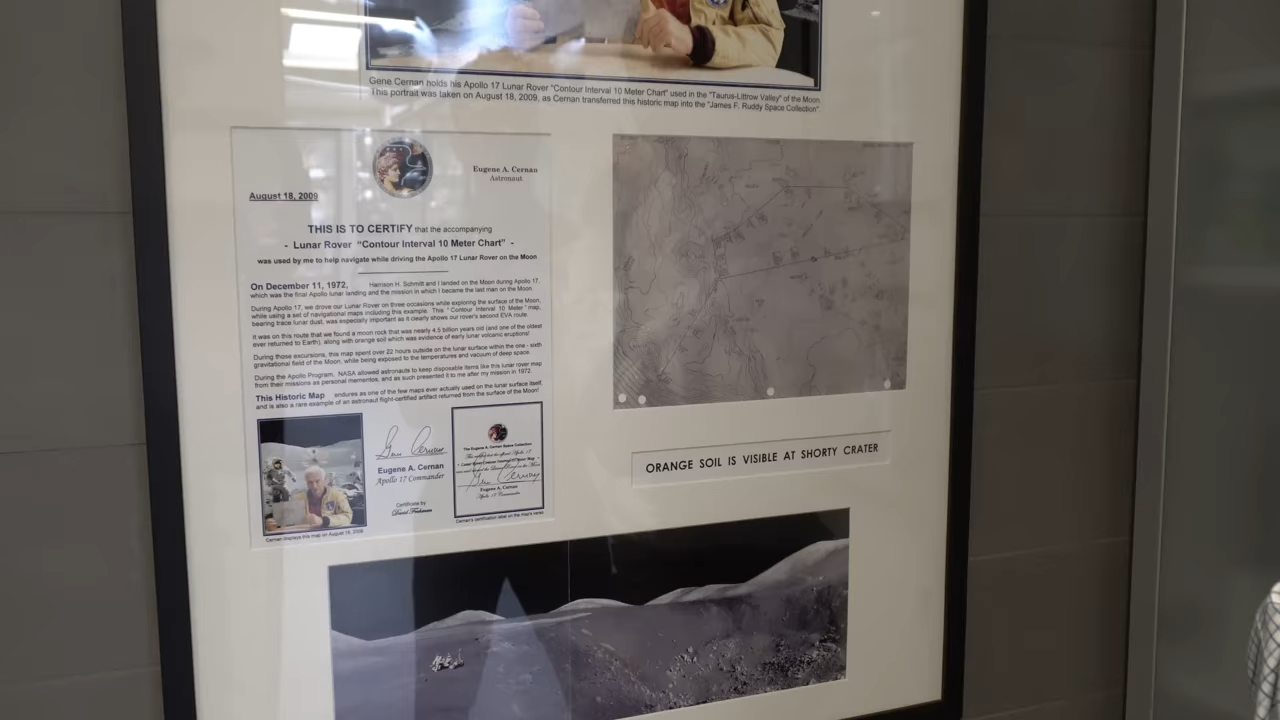 Gene Cernan holds his Apollo 17 Lunar Rover "Contour Interval 10 Meter Chart" used in the "Taurus-Littrow Valley" of the Moon.
This portrait was taken on August 18, 2009, as Cernan transferred this historic map into the "James F. Ruddy Space Collection"
Eugene A. Cernan
Astronaut
August 18, 2009
THIS IS TO CERTIFY that the accompanying
- Lunar Rover "Contour Interval 10 Meter Chart" -
was used by me to help navigate while driving the Apollo 17 Lunar Rover on the Moon
On December 11, 1972, Harrison H. Schmitt and I landed on the Moon during Apollo 17,
which was the final Apollo lunar landing and the mission in which I became the last man on the Moon.
During Apollo 17, we drove our Lunar Rover on three occasions while exploring the surface of the Moon,
while using a set of navigational maps including this example. This "Contour Interval 10 Meter" map,
bearing trace lunar dust, was especially important as it clearly shows our rover's second EVA route.
It was on this route that we found a moon rock that was nearly 4.5 billion years old (and one of the oldest
ever returned to Earth), along with orange soil which was evidence of early lunar volcanic eruptions!
During those excursions, this map spent over 22 hours outside on the lunar surface within the one - sixth
gravitational field of the Moon, while being exposed to the temperatures and vacuum of deep space.
During the Apollo Program, NASA allowed astronauts to keep disposable items like this lunar rover map
from their missions as personal mementos, and as such presented it to me after my mission in 1972.
This Historic Map endures as one of the few maps ever actually used on the lunar surface itself,
and is also a rare example of an astronaut flight-certified artifact returned from the surface of the Moon!
Gene Cernan
Eugene A. Cernan
Apollo 17 Commander
Certificate by
Cernan displays this map on August 18, 2009
The Eugene A. Cernan Space Collection
Gene Cernan
Eugene A. Cernan
Apollo 17 Commander
Cernan's certification label on the map's verso
ORANGE SOIL IS VISIBLE AT SHORTY CRATER